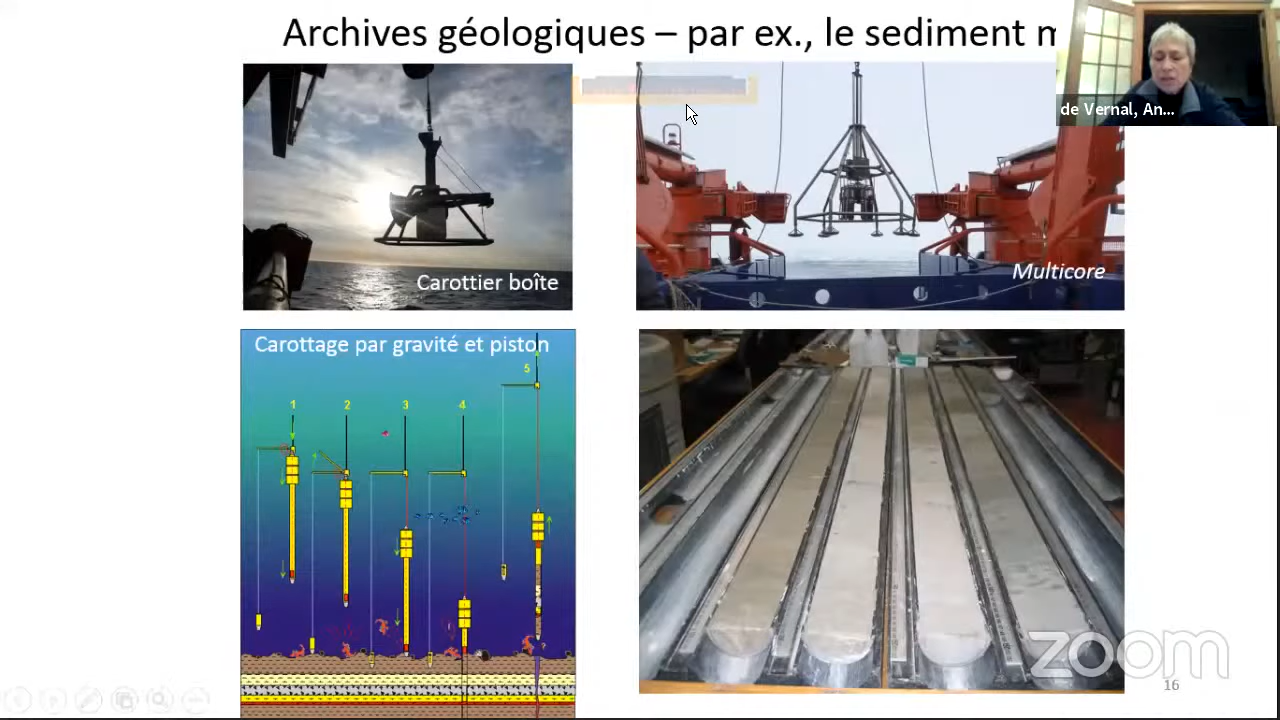 Archives géologiques – par ex., le sediment m
de Vernal, An...
Carottier boîte
Multicore
Carottage par gravité et piston
1
2
3
4
5
zoom
16